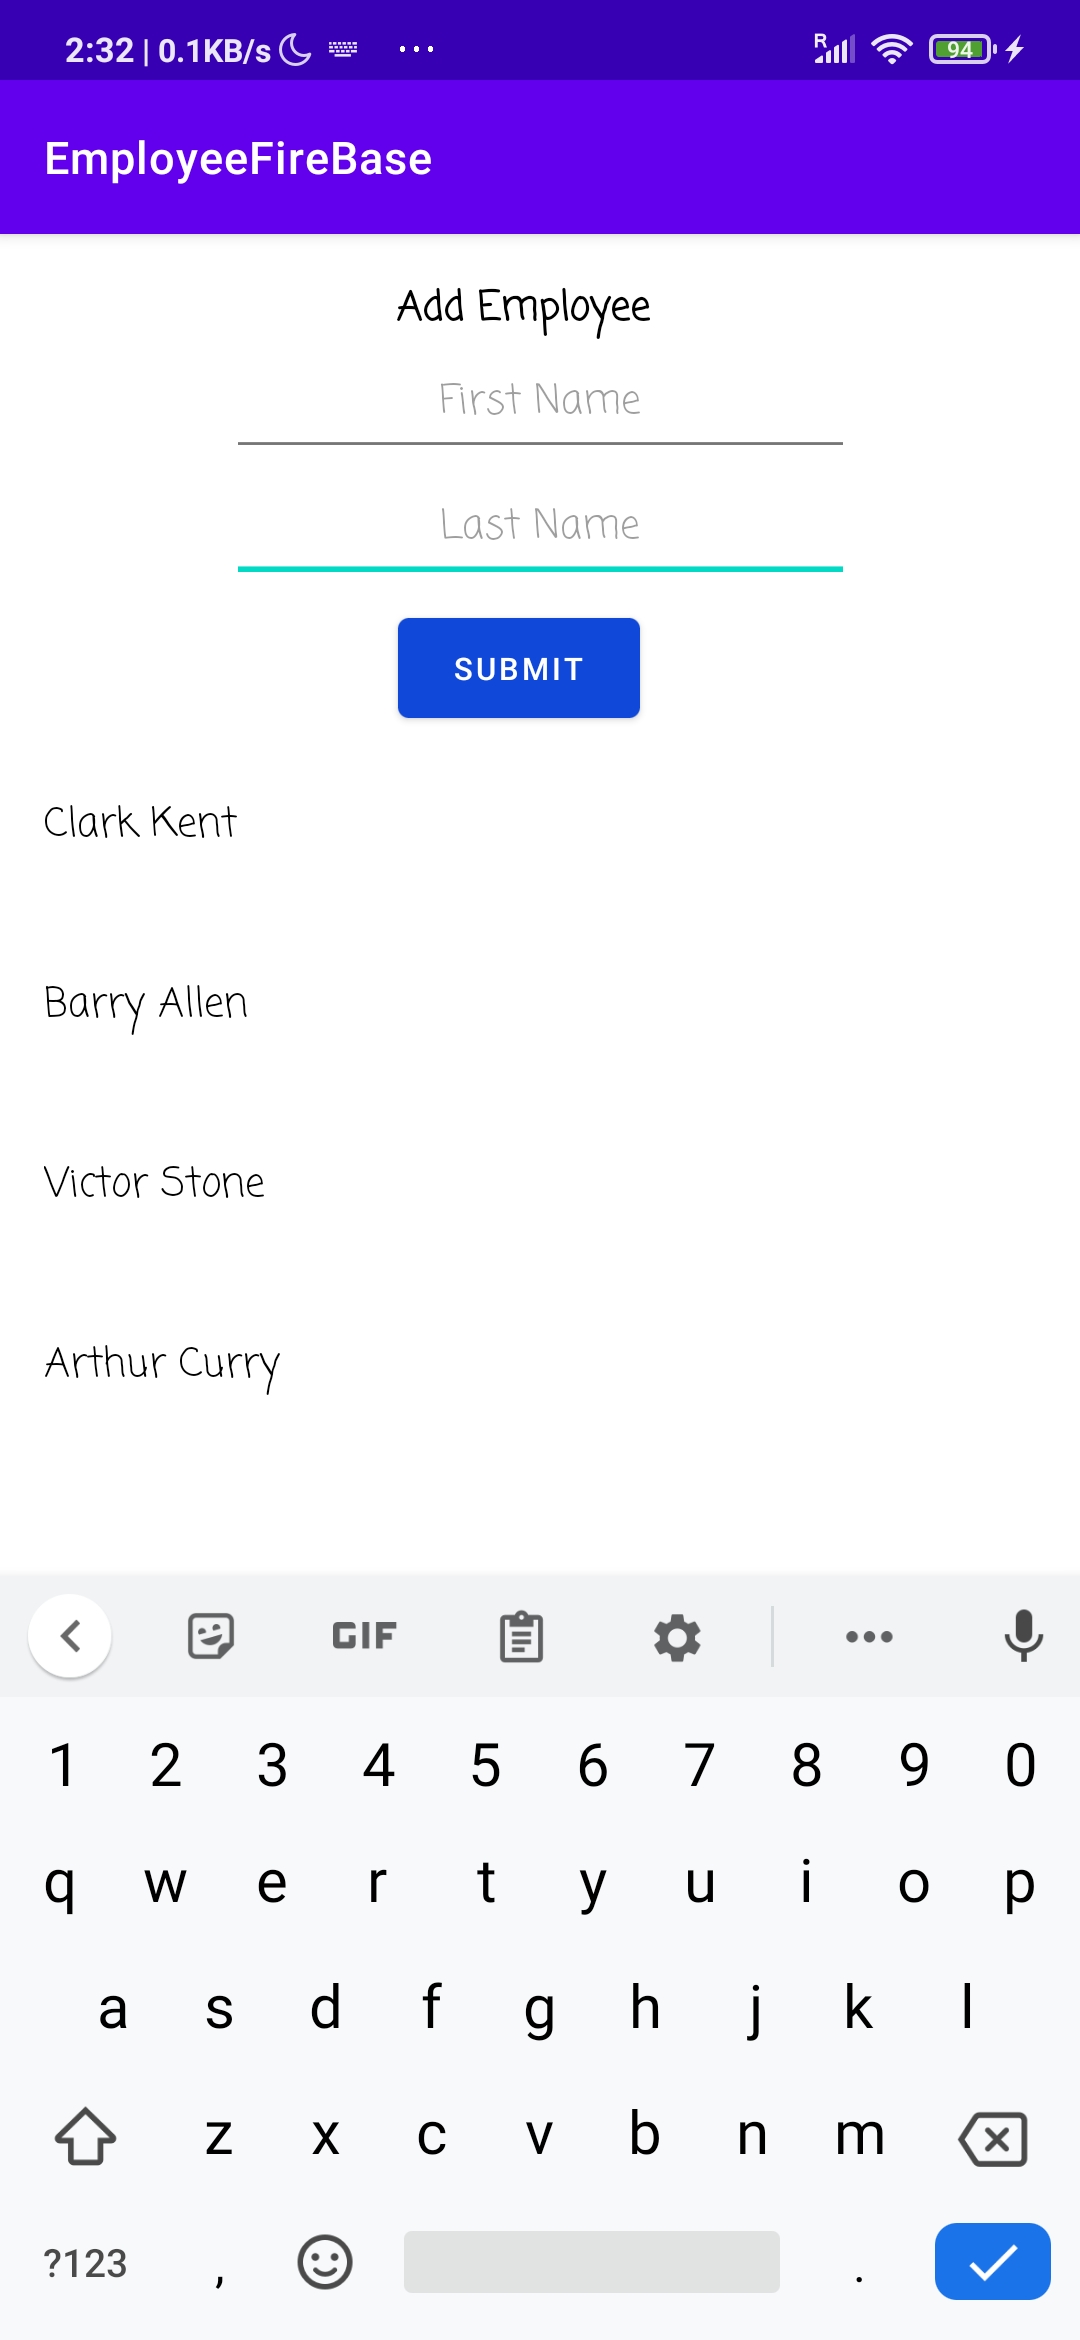 2:32 | 0.1KB/s ... R 94
EmployeeFireBase
Add Employee
First Name
Last Name
SUBMIT
Clark Kent
Barry Allen
Victor Stone
Arthur Curry
GIF
1 2 3 4 5 6 7 8 9 0
q w e r t y u i o p
a s d f g h j k l
z x c v b n m
?123 , .